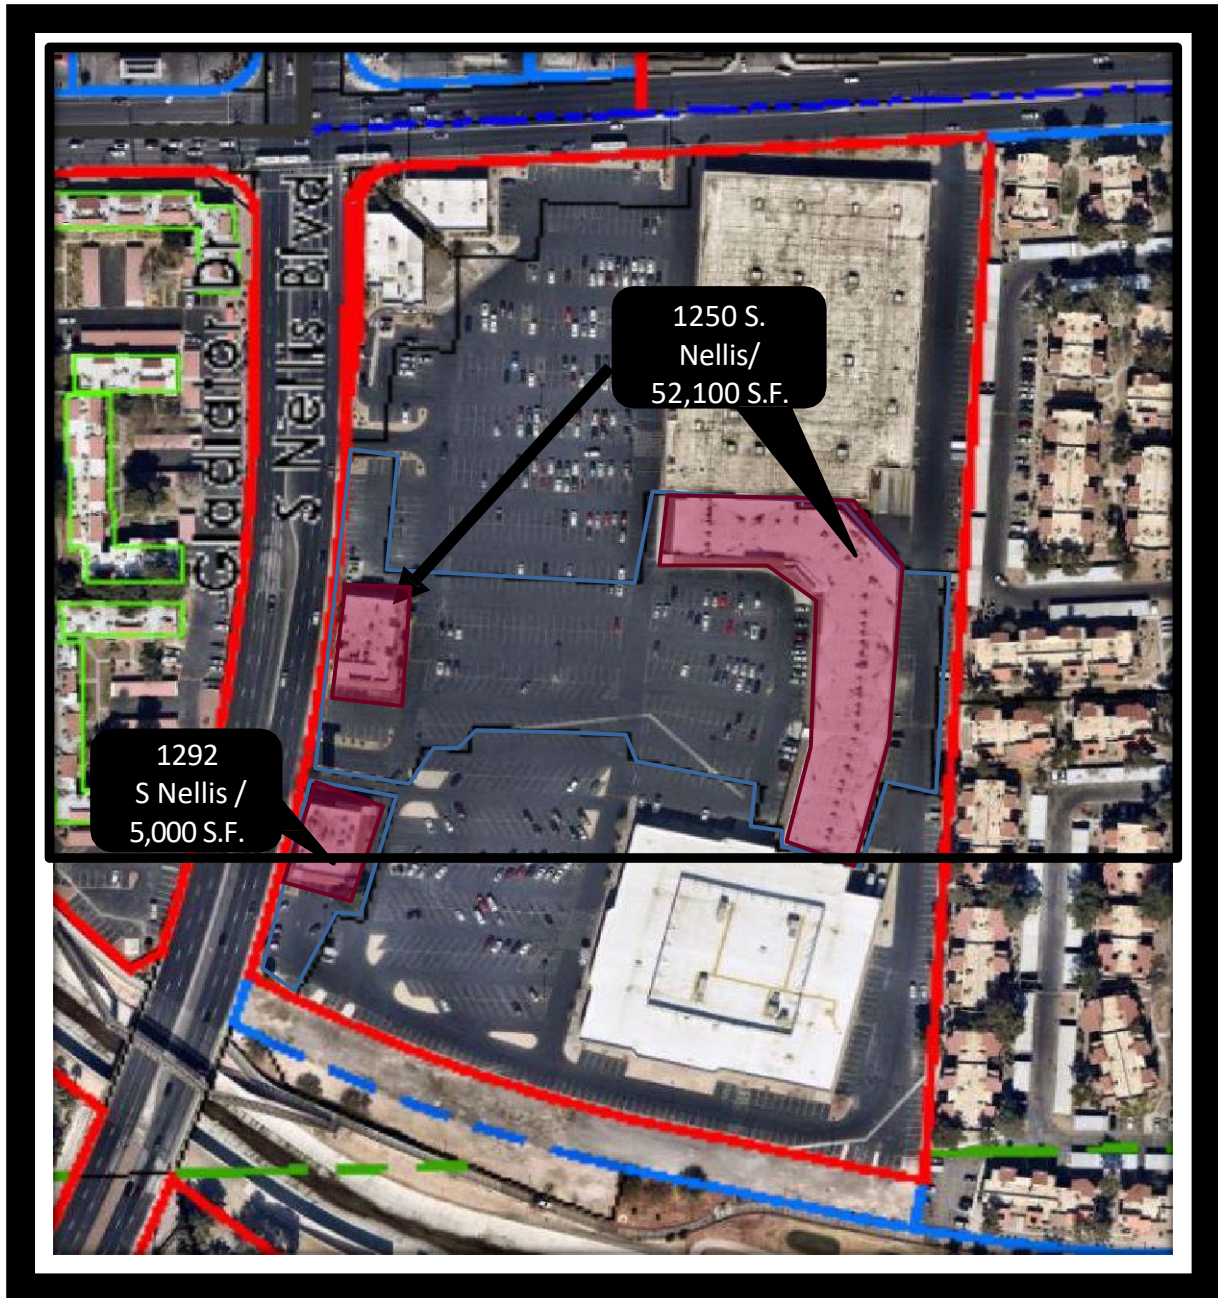 1250 S.
Nellis/
52,100 S.F.
Gladiator Dr
S Nellis Blvd
1292
S Nellis /
5,000 S.F.